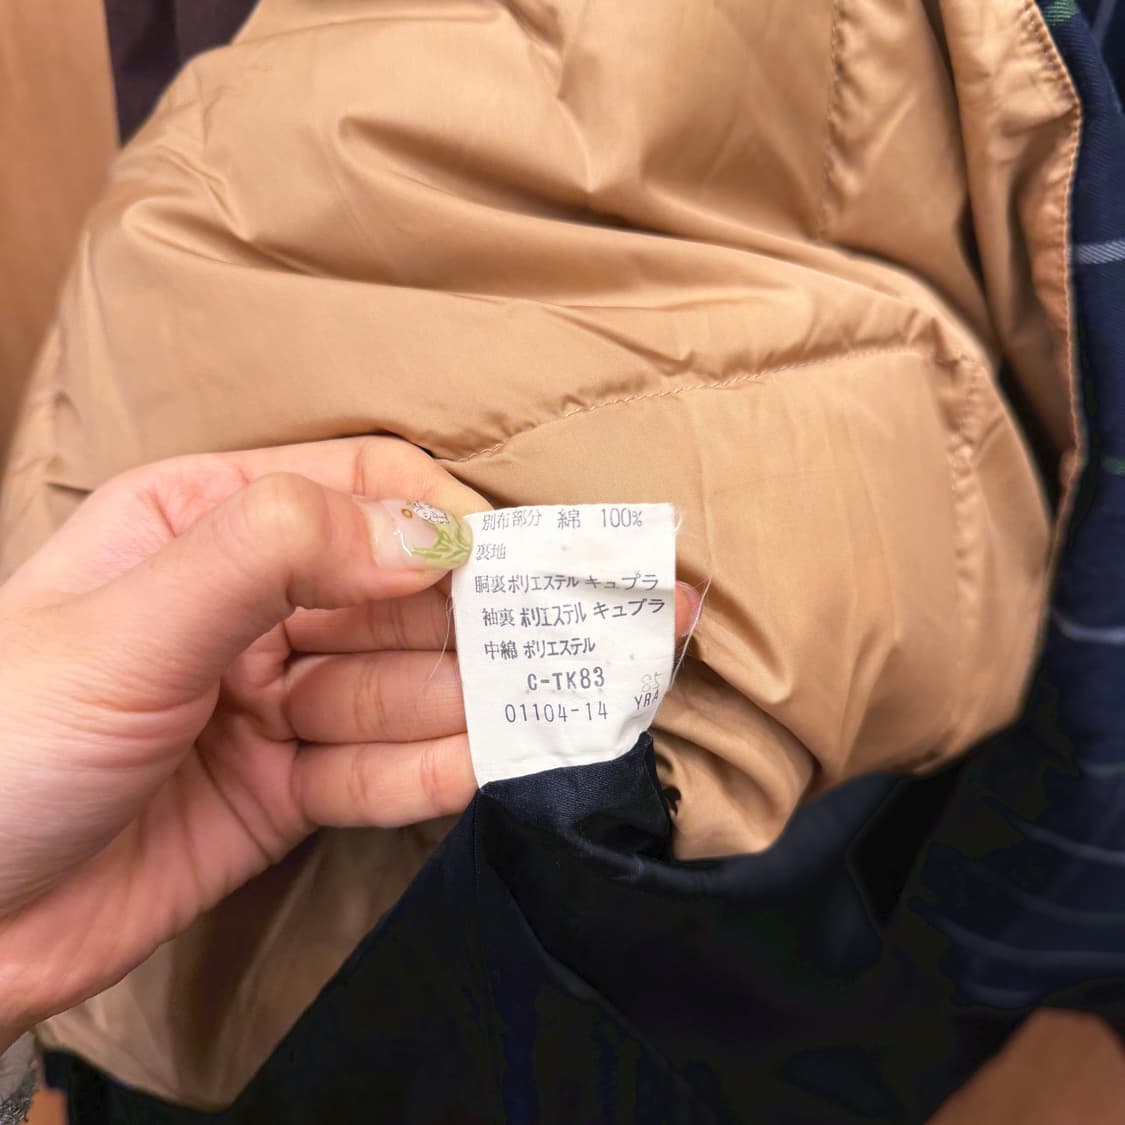 別布部分 綿 100%
裏地
胴裏ポリエステル キュプラ
袖裏 ポリエステル キュプラ
中綿 ポリエステル
C-TK83
85
01104-14 YRA